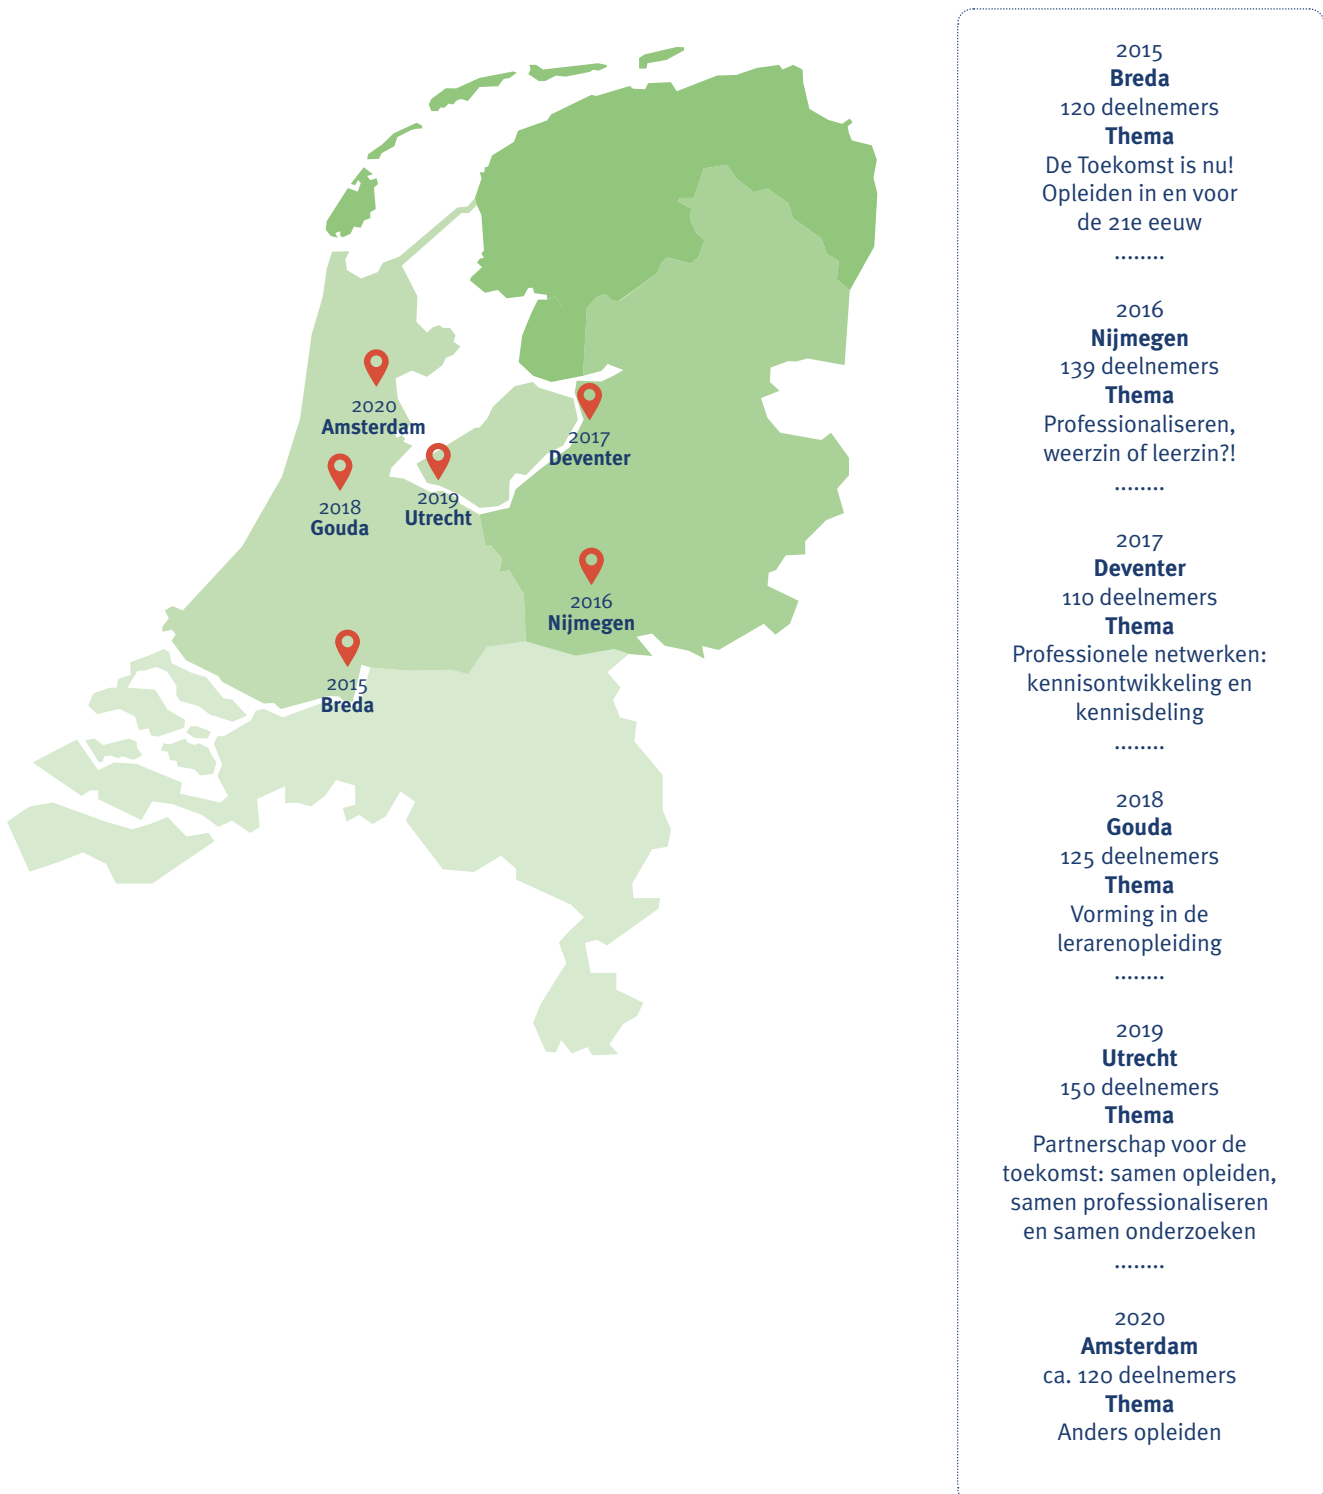 2020
Amsterdam
2017
Deventer
2018
Gouda
2019
Utrecht
2016
Nijmegen
2015
Breda
2015
Breda
120 deelnemers
Thema
De Toekomst is nu!
Opleiden in en voor
de 21e eeuw
........
2016
Nijmegen
139 deelnemers
Thema
Professionaliseren,
weerzin of leerzin?!
........
2017
Deventer
110 deelnemers
Thema
Professionele netwerken:
kennisontwikkeling en
kennisdeling
........
2018
Gouda
125 deelnemers
Thema
Vorming in de
lerarenopleiding
........
2019
Utrecht
150 deelnemers
Thema
Partnerschap voor de
toekomst: samen opleiden,
samen professionaliseren
en samen onderzoeken
........
2020
Amsterdam
ca. 120 deelnemers
Thema
Anders opleiden